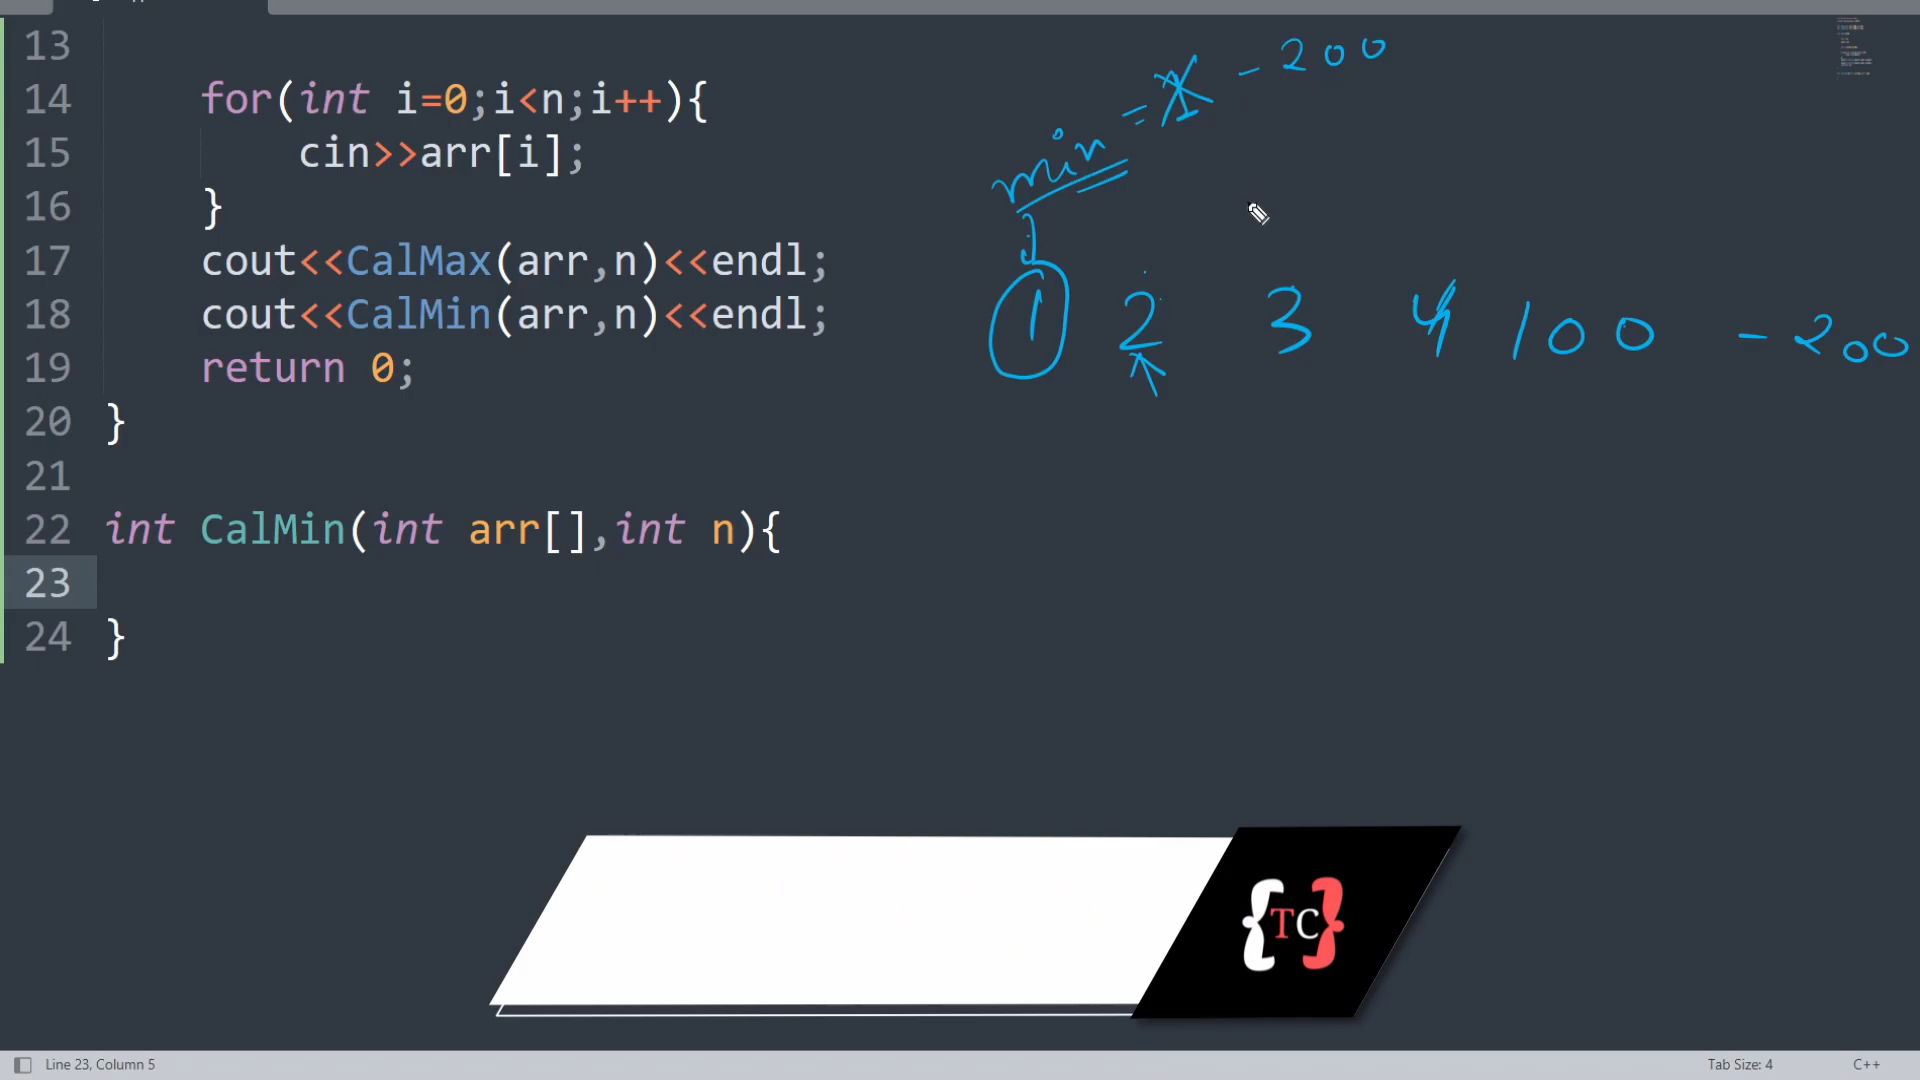 13
14 for(int i=0;i<n;i++){
15 cin>>arr[i];
16 }
17 cout<<CalMax(arr,n)<<endl;
18 cout<<CalMin(arr,n)<<endl;
19 return 0;
20 }
21
22 int CalMin(int arr[],int n){
23
24 }
min = 1 - 200
1 2 3 4 100 - 200
{TC}
Line 23, Column 5
Tab Size: 4
C++